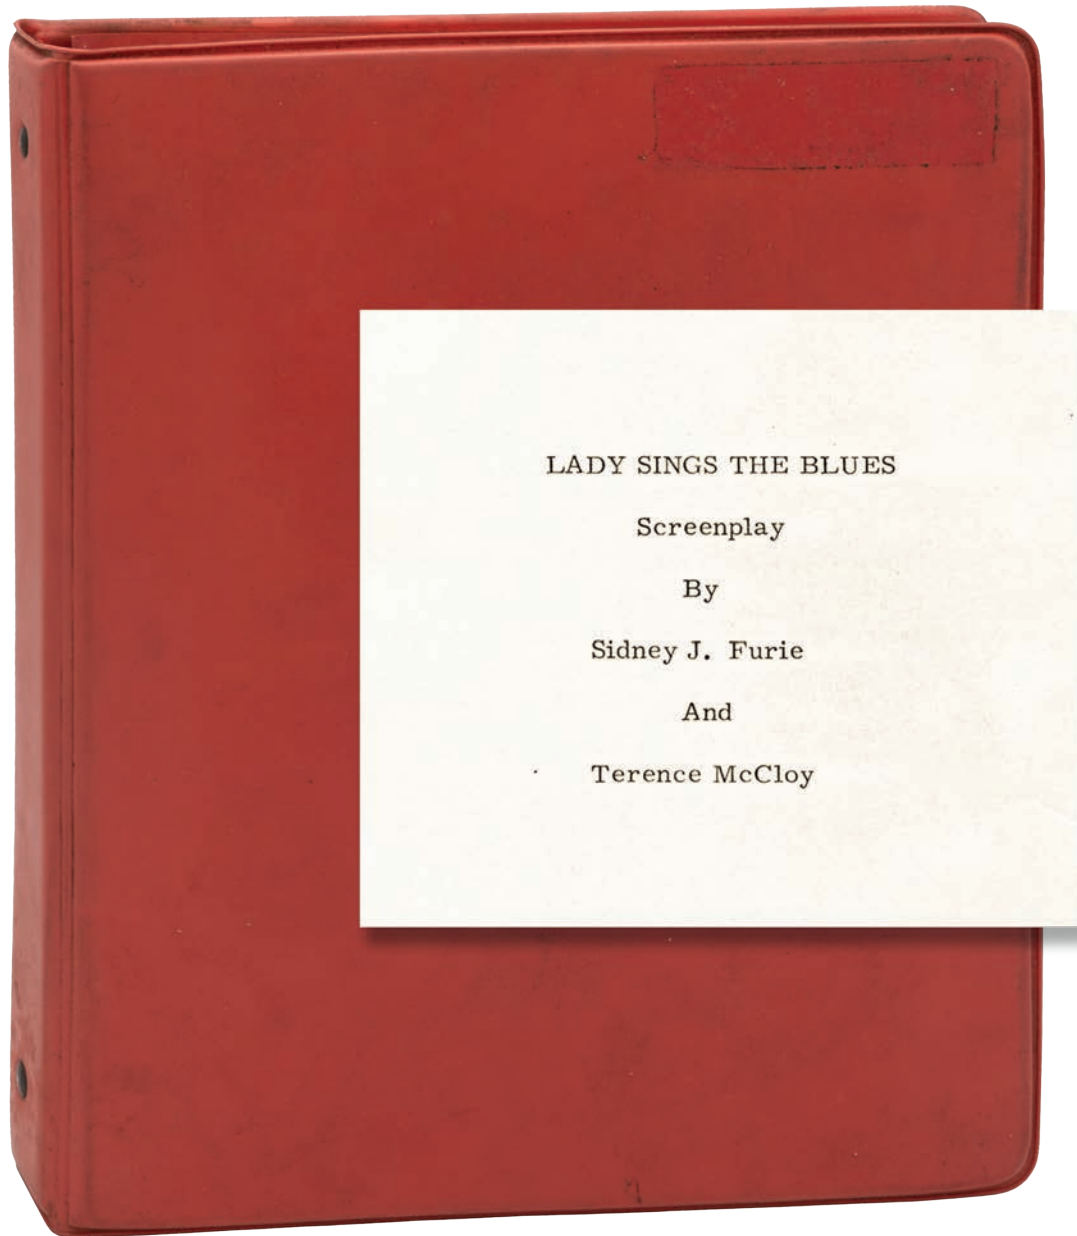 LADY SINGS THE BLUES
Screenplay
By
Sidney J. Furie
And
Terence McCloy